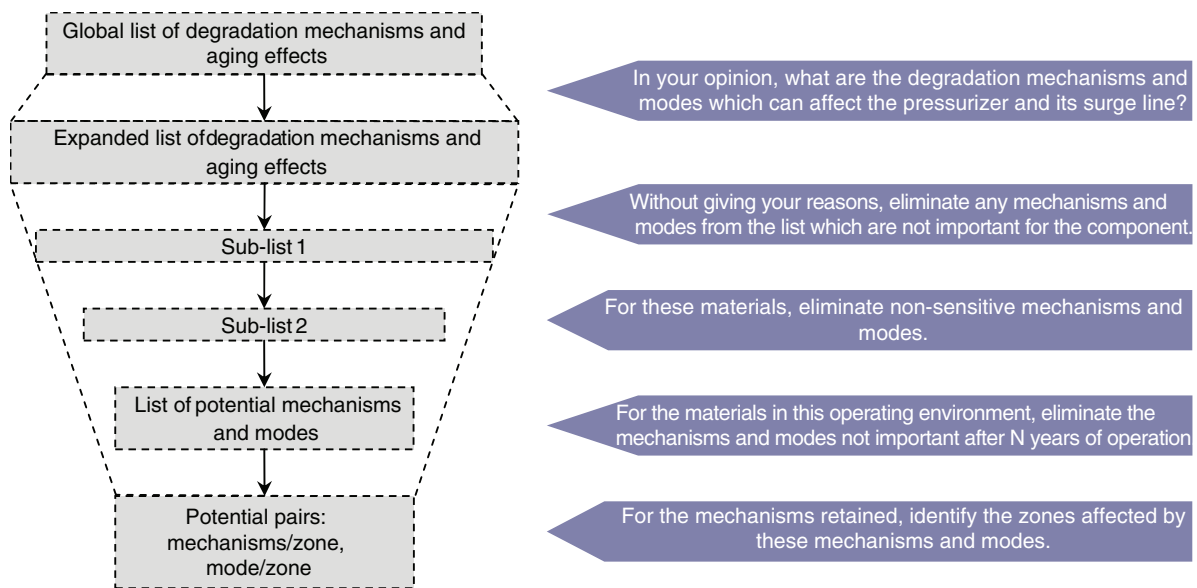 Global list of degradation mechanisms and
aging effects
In your opinion, what are the degradation mechanisms and
modes which can affect the pressurizer and its surge line?
Expanded list of degradation mechanisms and
aging effects
Without giving your reasons, eliminate any mechanisms and
modes from the list which are not important for the component.
Sub-list 1
For these materials, eliminate non-sensitive mechanisms and
modes.
Sub-list 2
List of potential mechanisms
and modes
For the materials in this operating environment, eliminate the
mechanisms and modes not important after N years of operation
Potential pairs:
mechanisms/zone,
mode/zone
For the mechanisms retained, identify the zones affected by
these mechanisms and modes.